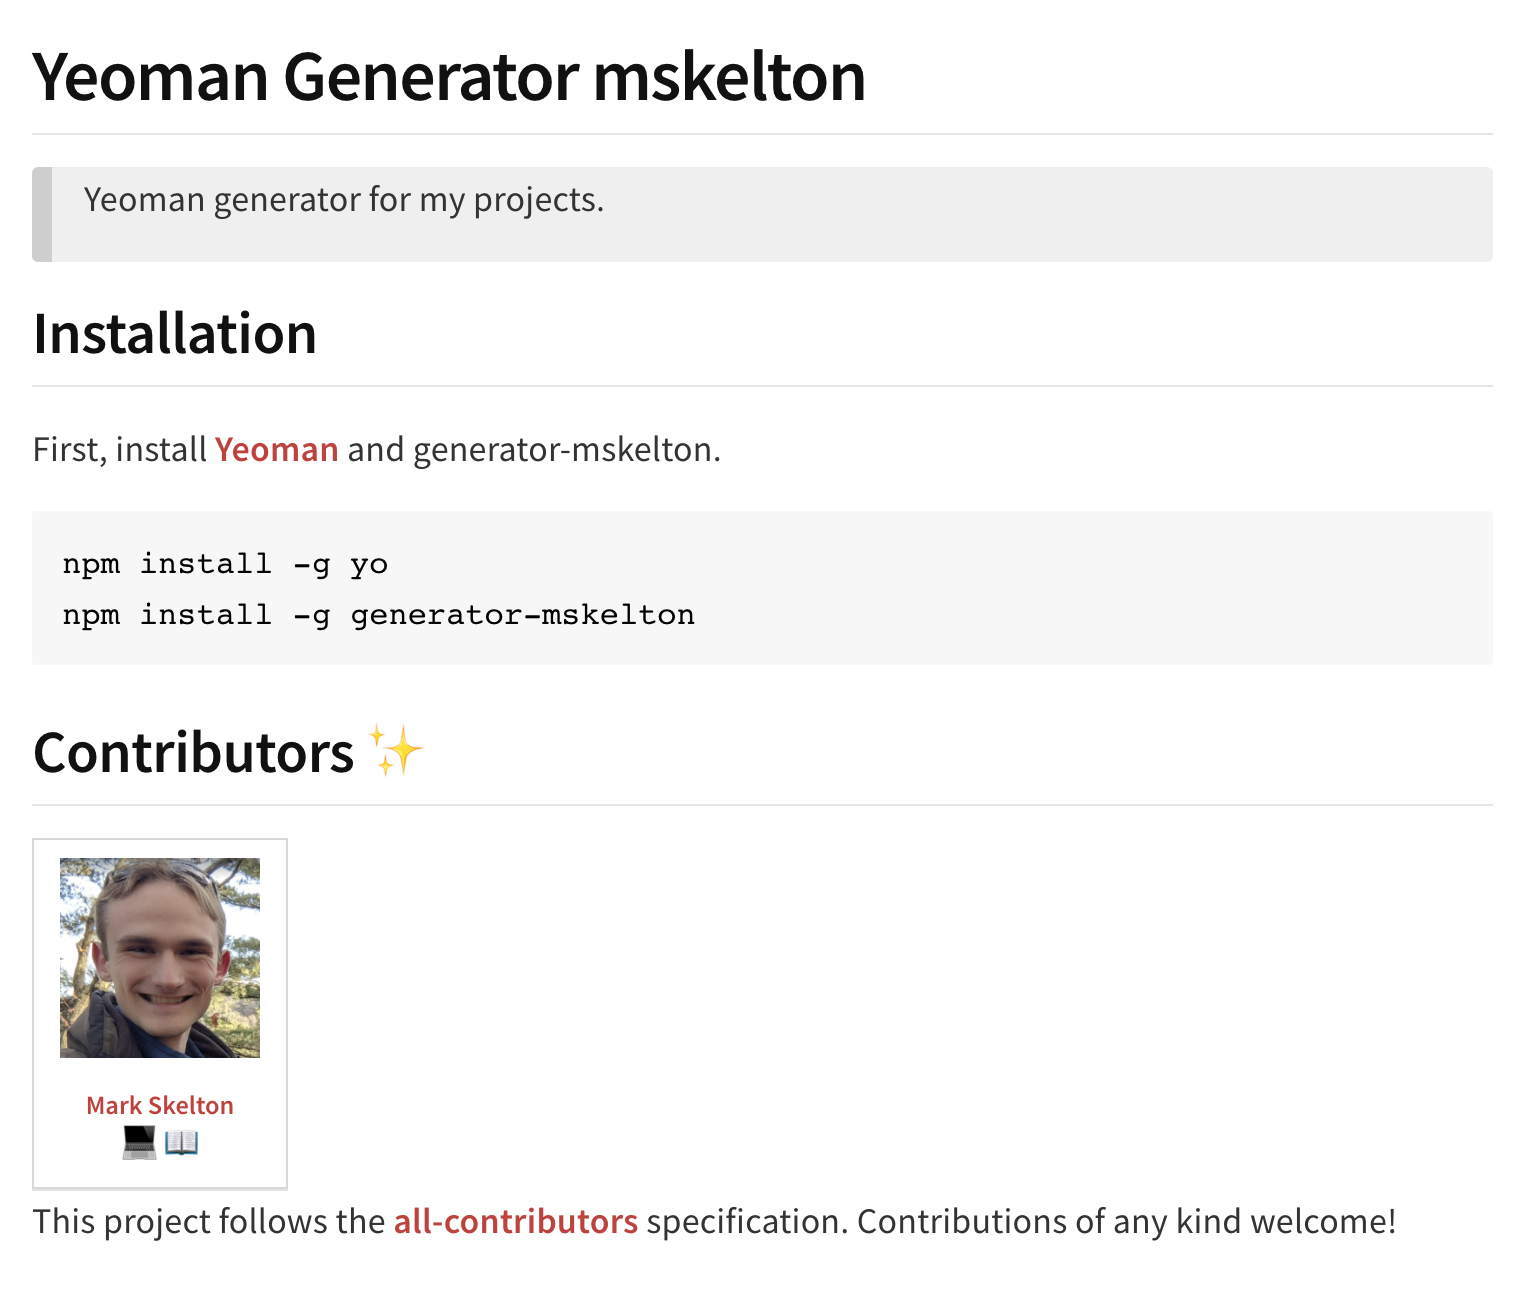 Yeoman Generator mskelton
Yeoman generator for my projects.
Installation
First, install Yeoman and generator-mskelton.
npm install -g yo
npm install -g generator-mskelton
Contributors ✨
Mark Skelton
💻 📖
This project follows the all-contributors specification. Contributions of any kind welcome!